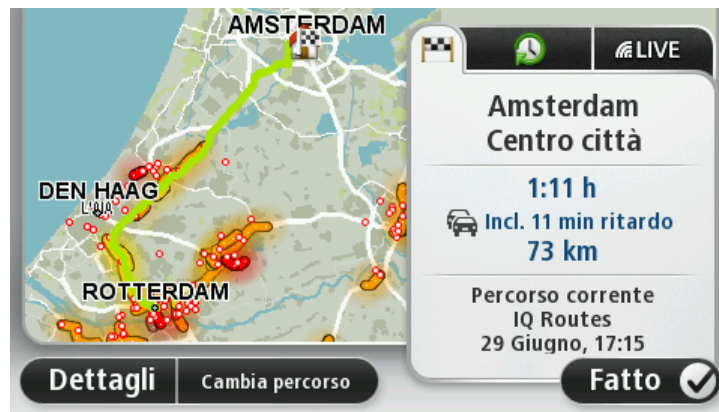 AMSTERDAM
DEN HAAG
ROTTERDAM
LIVE
Amsterdam
Centro città
1:11 h
Incl. 11 min ritardo
73 km
Percorso corrente
IQ Routes
29 Giugno, 17:15
Dettagli
Cambia percorso
Fatto